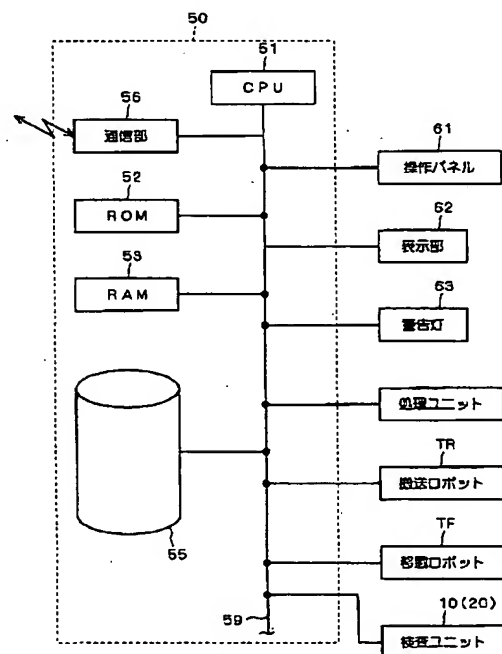 50
51
CPU
56
通信部
61
操作パネル
52
ROM
62
表示部
53
RAM
63
警告灯
処理ユニット
TR
搬送ロボット
55
TF
移載ロボット
59
10(20)
検査ユニット